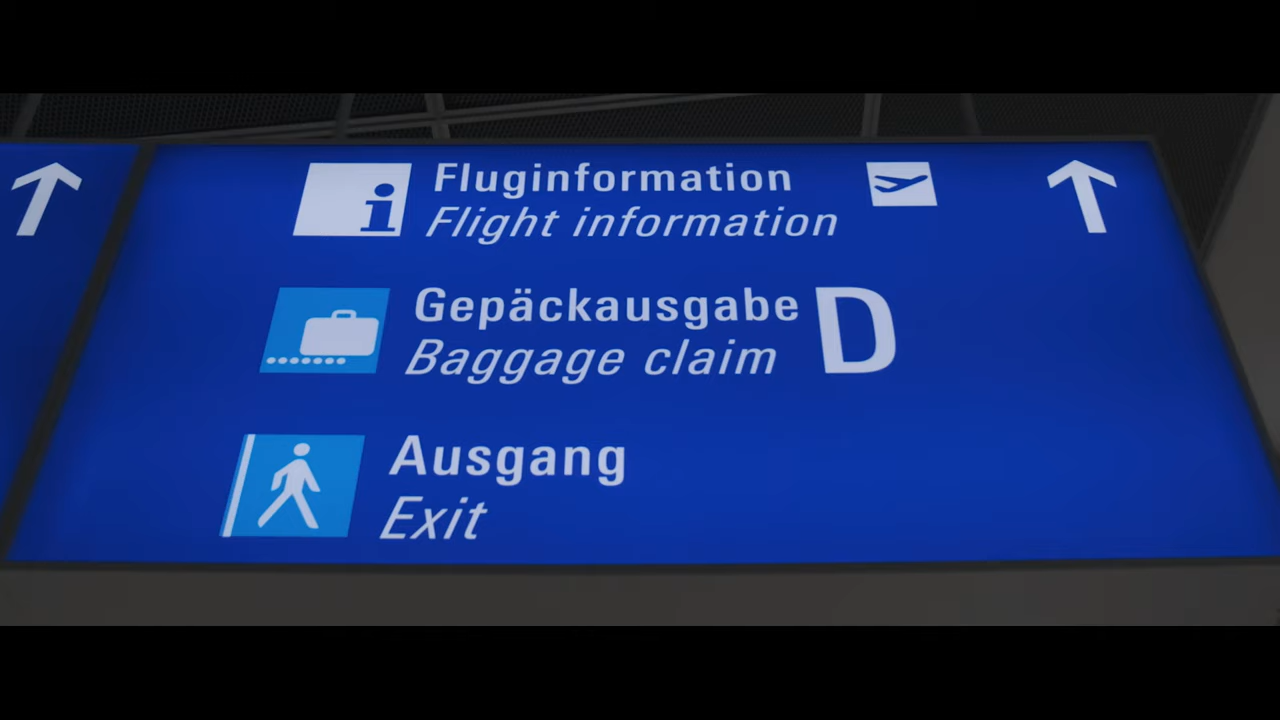 Fluginformation
Flight information
Gepäckausgabe D
Baggage claim
Ausgang
Exit